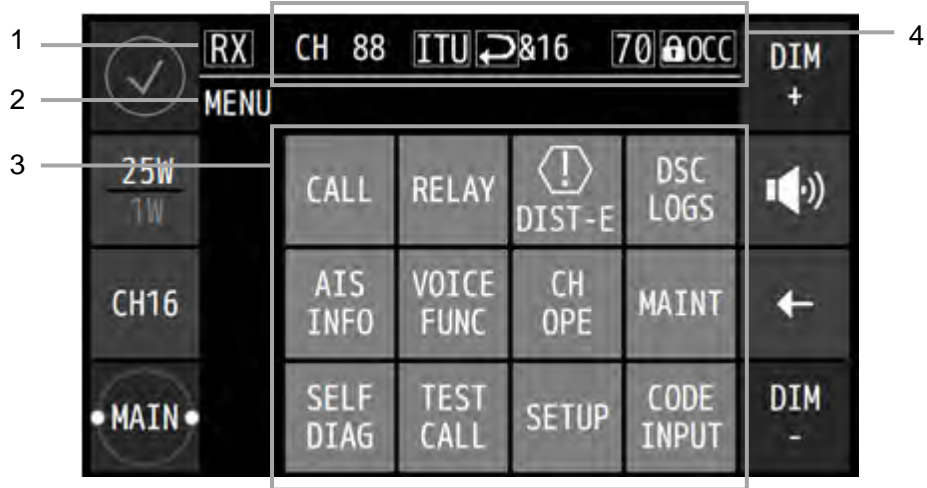 1
4
RX CH 88 ITU &16 70 OCC
DIM
+
2
MENU
3
25W
1W
CALL
RELAY
DIST-E
DSC
LOGS
CH16
AIS
INFO
VOICE
FUNC
CH
OPE
MAINT
MAIN
SELF
DIAG
TEST
CALL
SETUP
CODE
INPUT
DIM
-